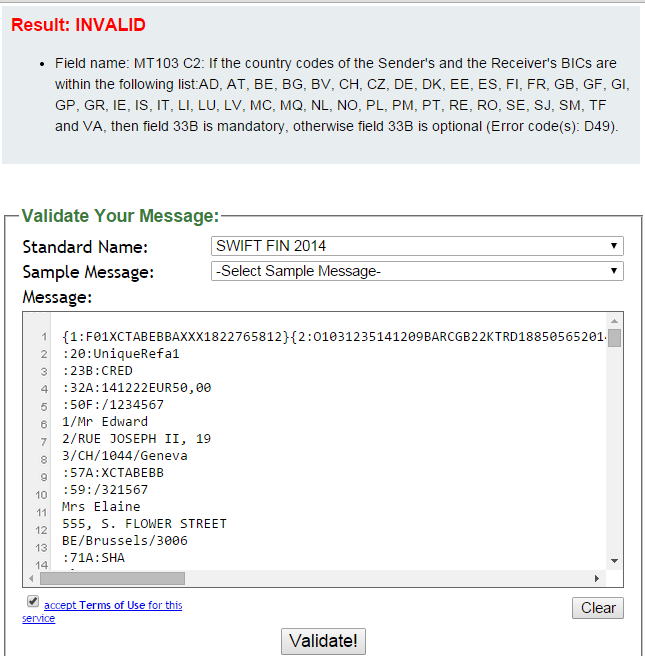 Result: INVALID
• Field name: MT103 C2: If the country codes of the Sender's and the Receiver's BICs are
within the following list:AD, AT, BE, BG, BV, CH, CZ, DE, DK, EE, ES, FI, FR, GB, GF, GI,
GP, GR, IE, IS, IT, LI, LU, LV, MC, MQ, NL, NO, PL, PM, PT, RE, RO, SE, SJ, SM, TF
and VA, then field 33B is mandatory, otherwise field 33B is optional (Error code(s): D49).
Validate Your Message:
Standard Name: SWIFT FIN 2014
Sample Message: -Select Sample Message-
Message:
1 {1:F01XCTABEBBAXXX1822765812}{2:O1031235141209BARCGB22KTRD1885056520
2 :20:UniqueRefa1
3 :23B:CRED
4 :32A:141222EUR50,00
5 :50F:/1234567
6 1/Mr Edward
7 2/RUE JOSEPH II, 19
8 3/CH/1044/Geneva
9 :57A:XCTABEBB
10 :59:/321567
11 Mrs Elaine
12 555, S. FLOWER STREET
13 BE/Brussels/3006
14 :71A:SHA
accept Terms of Use for this
service
Clear
Validate!